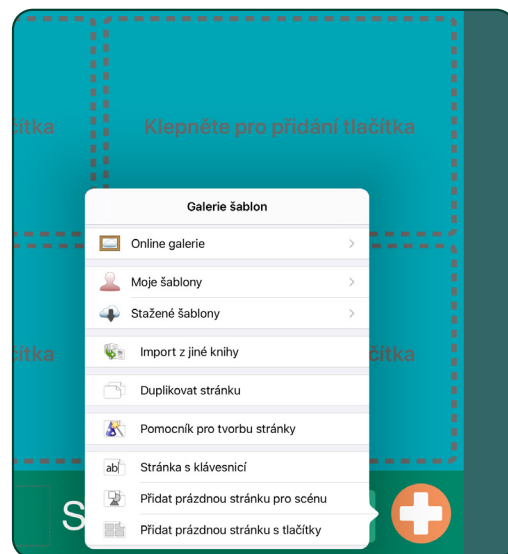 čítka
Klepněte pro přidání tlačítka
Galerie šablon
Online galerie
Moje šablony
Stažené šablony
čítka
čítka
Import z jiné knihy
Duplikovat stránku
Pomocník pro tvorbu stránky
ab
Stránka s klávesnicí
Přidat prázdnou stránku pro scénu
S
Přidat prázdnou stránku s tlačítky